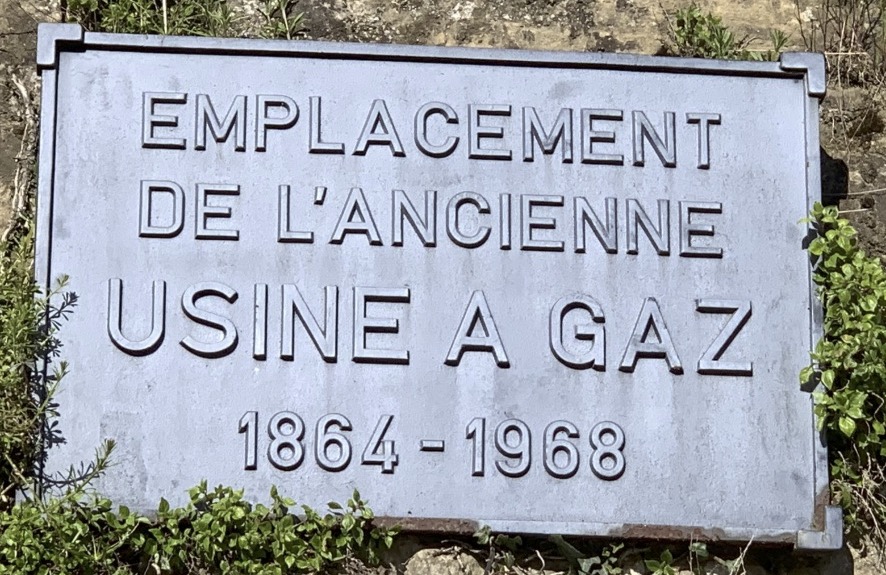 EMPLACEMENT
DE L'ANCIENNE
USINE A GAZ
1864-1968